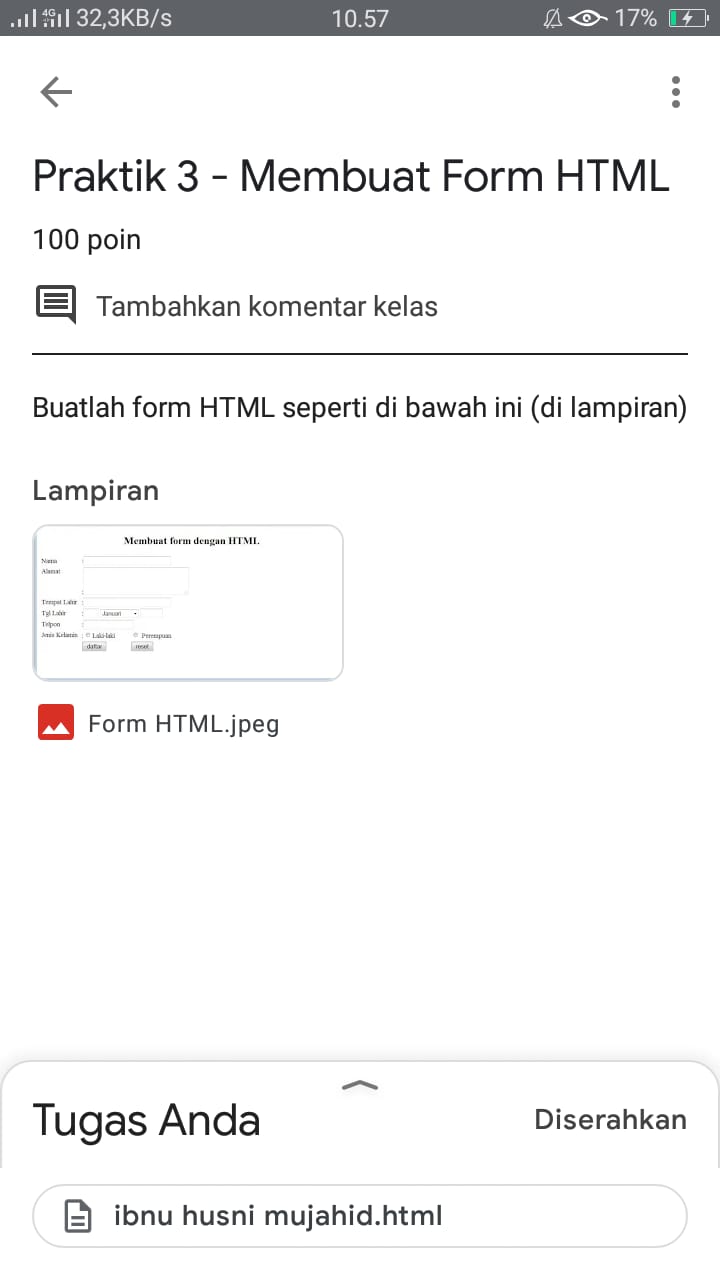 4G 32,3KB/s 10.57 17%
Praktik 3 - Membuat Form HTML
100 poin
Tambahkan komentar kelas
Buatlah form HTML seperti di bawah ini (di lampiran)
Lampiran
Membuat form dengan HTML
Nama :
Alamat
:
Tempat Lahir :
Tgl Lahir : Januari
Telpon :
Jenis Kelamin : Laki-laki Perempuan
daftar reset
Form HTML.jpeg
Tugas Anda Diserahkan
ibnu husni mujahid.html